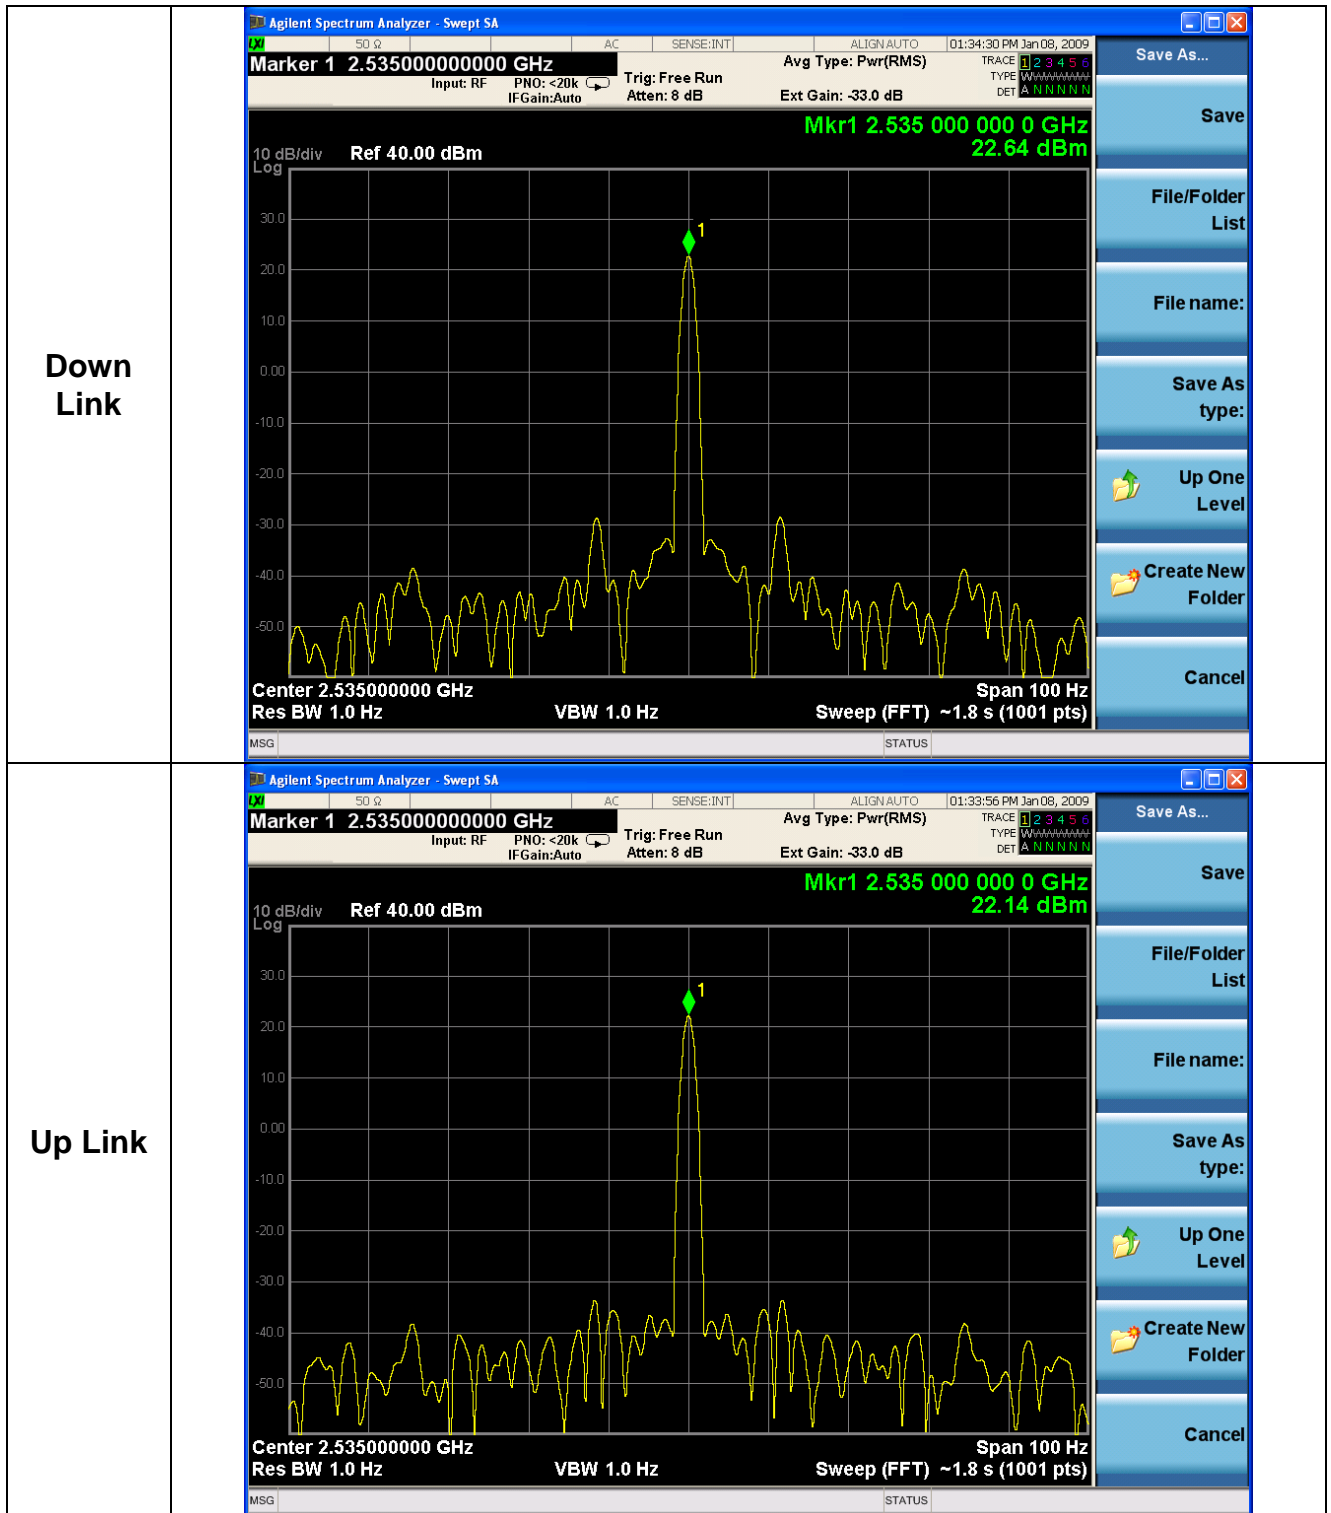 Down
Link
Agilent Spectrum Analyzer - Swept SA
LXI 50 Ω AC SENSE:INT ALIGN AUTO 01:34:30 PM Jan 08, 2009
Marker 1 2.535000000000 GHz
Input: RF PNO: <20k
IFGain:Auto
Trig: Free Run
Atten: 8 dB
Avg Type: Pwr(RMS)
Ext Gain: -33.0 dB
TRACE 1 2 3 4 5 6
TYPE
DET A N N N N N
Mkr1 2.535 000 000 0 GHz
22.64 dBm
10 dB/div Ref 40.00 dBm
Log
30.0
20.0
10.0
0.00
-10.0
-20.0
-30.0
-40.0
-50.0
1
Center 2.535000000 GHz Span 100 Hz
Res BW 1.0 Hz VBW 1.0 Hz Sweep (FFT) ~1.8 s (1001 pts)
MSG STATUS
Save As...
Save
File/Folder
List
File name:
Save As
type:
Up One
Level
Create New
Folder
Cancel
Up Link
Agilent Spectrum Analyzer - Swept SA
LXI 50 Ω AC SENSE:INT ALIGN AUTO 01:33:56 PM Jan 08, 2009
Marker 1 2.535000000000 GHz
Input: RF PNO: <20k
IFGain:Auto
Trig: Free Run
Atten: 8 dB
Avg Type: Pwr(RMS)
Ext Gain: -33.0 dB
TRACE 1 2 3 4 5 6
TYPE
DET A N N N N N
Mkr1 2.535 000 000 0 GHz
22.14 dBm
10 dB/div Ref 40.00 dBm
Log
30.0
20.0
10.0
0.00
-10.0
-20.0
-30.0
-40.0
-50.0
1
Center 2.535000000 GHz Span 100 Hz
Res BW 1.0 Hz VBW 1.0 Hz Sweep (FFT) ~1.8 s (1001 pts)
MSG STATUS
Save As...
Save
File/Folder
List
File name:
Save As
type:
Up One
Level
Create New
Folder
Cancel